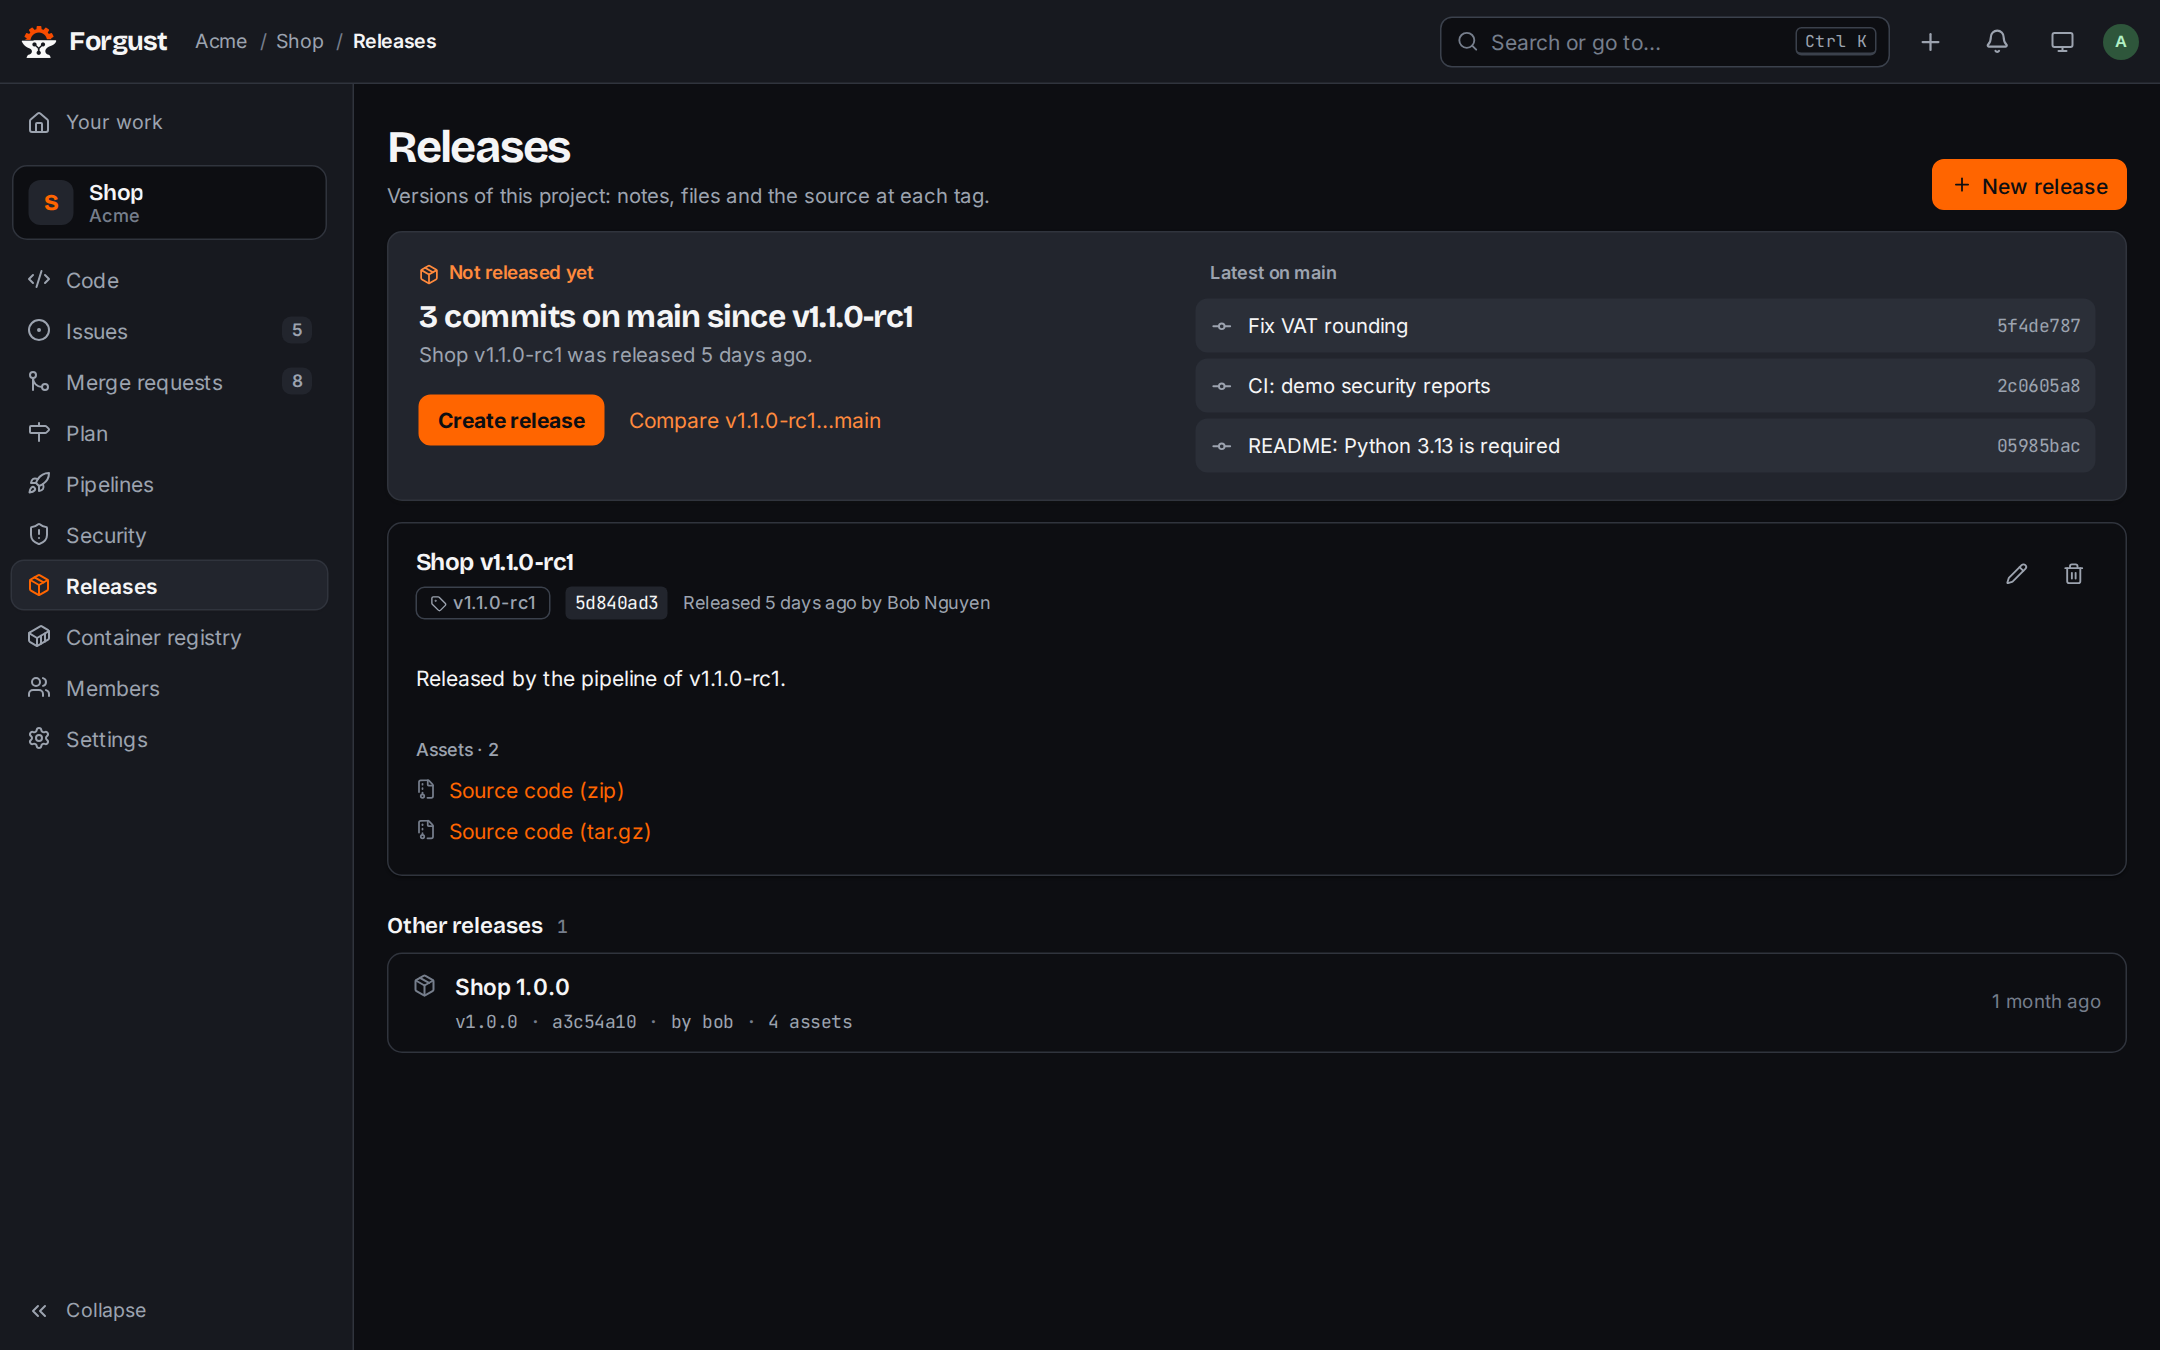 Forgust
Acme / Shop / Releases
Search or go to...
Ctrl K
A
Your work
S
Shop
Acme
Code
Issues 5
Merge requests 8
Plan
Pipelines
Security
Releases
Container registry
Members
Settings
Collapse
Releases
Versions of this project: notes, files and the source at each tag.
New release
Not released yet
3 commits on main since v1.1.0-rc1
Shop v1.1.0-rc1 was released 5 days ago.
Create release
Compare v1.1.0-rc1...main
Latest on main
Fix VAT rounding 5f4de787
CI: demo security reports 2c0605a8
README: Python 3.13 is required 05985bac
Shop v1.1.0-rc1
v1.1.0-rc1 5d840ad3 Released 5 days ago by Bob Nguyen
Released by the pipeline of v1.1.0-rc1.
Assets · 2
Source code (zip)
Source code (tar.gz)
Other releases 1
Shop 1.0.0
v1.0.0 · a3c54a10 · by bob · 4 assets
1 month ago